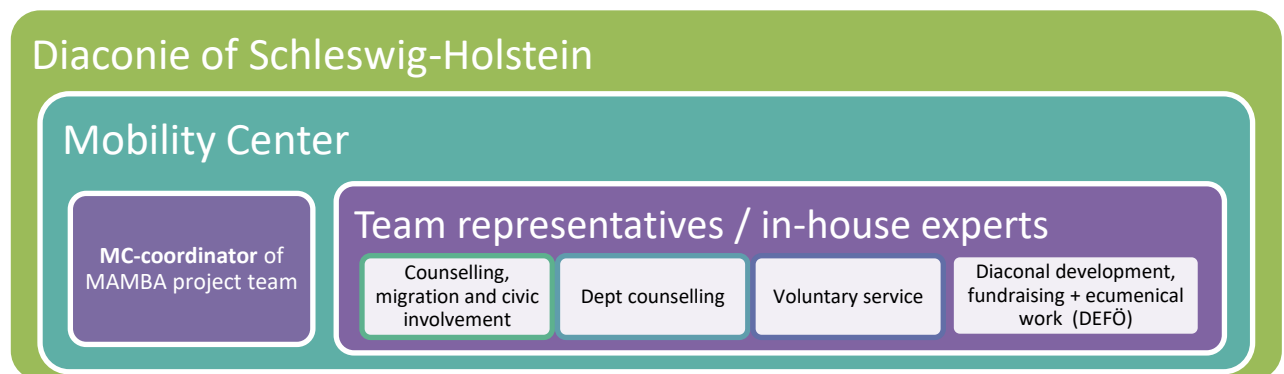 Diaconie of Schleswig-Holstein
Mobility Center
MC-coordinator of
MAMBA project team
Team representatives / in-house experts
Counselling,
migration and civic
involvement
Dept counselling
Voluntary service
Diaconal development,
fundraising + ecumenical
work (DEFÖ)